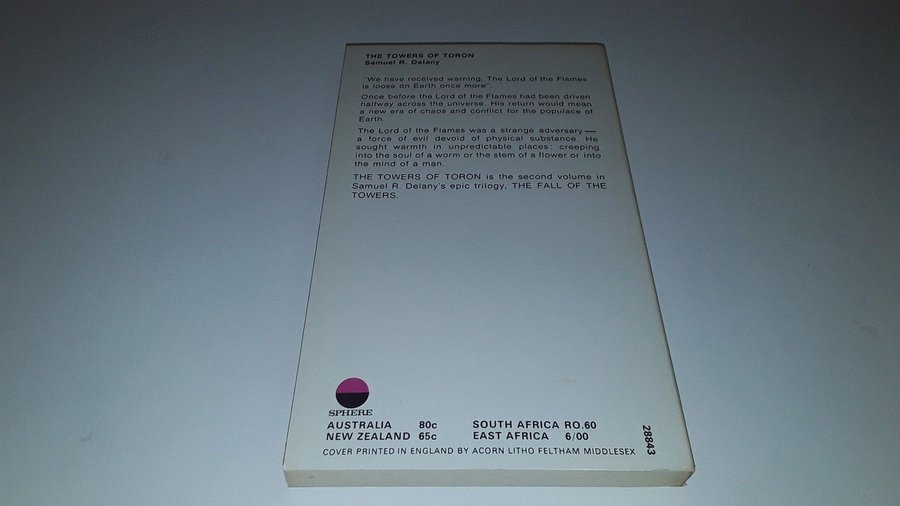 THE TOWERS OF TORON
Samuel R. Delany
"We have received warning. The Lord of the Flames
is loose on Earth once more".
Once before the Lord of the Flames had been driven
halfway across the universe. His return would mean
a new era of chaos and conflict for the populace of
Earth.
The Lord of the Flames was a strange adversary—
a force of evil devoid of physical substance. He
sought warmth in unpredictable places: creeping
into the soul of a worm or the stem of a flower or into
the mind of a man.
THE TOWERS OF TORON is the second volume in
Samuel R. Delany's epic trilogy, THE FALL OF THE
TOWERS.
SPHERE
AUSTRALIA 80c SOUTH AFRICA RO.60
NEW ZEALAND 65c EAST AFRICA 6/00
COVER PRINTED IN ENGLAND BY ACORN LITHO FELTHAM MIDDLESEX
28843